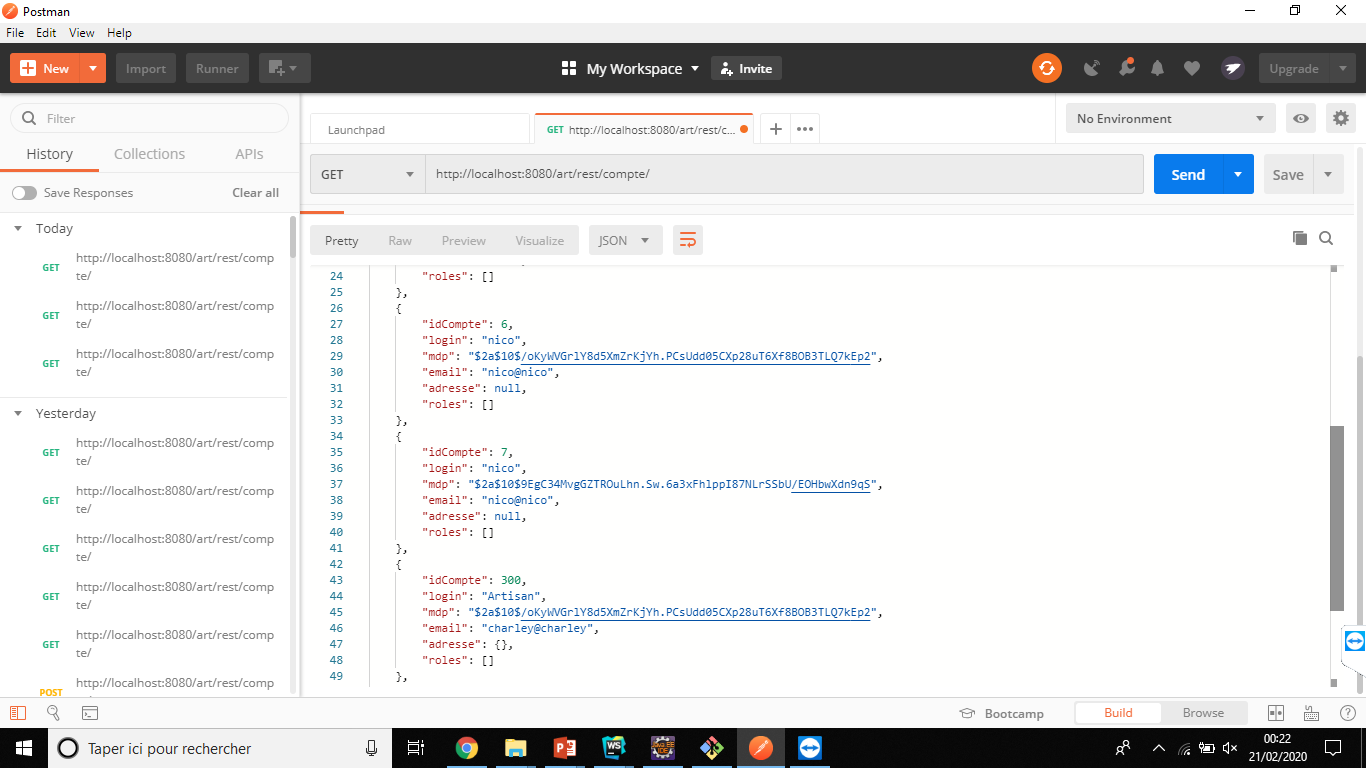 Postman
File Edit View Help
New Import Runner My Workspace Invite Upgrade
Filter
History Collections APIs
Save Responses Clear all
Today
GET http://localhost:8080/art/rest/comp
te/
GET http://localhost:8080/art/rest/comp
te/
GET http://localhost:8080/art/rest/comp
te/
Yesterday
GET http://localhost:8080/art/rest/comp
te/
GET http://localhost:8080/art/rest/comp
te/
GET http://localhost:8080/art/rest/comp
te/
GET http://localhost:8080/art/rest/comp
te/
GET http://localhost:8080/art/rest/comp
te/
POST http://localhost:8080/art/rest/comp
Launchpad GET http://localhost:8080/art/rest/c... No Environment
GET http://localhost:8080/art/rest/compte/ Send Save
Pretty Raw Preview Visualize JSON
24 "roles": []
25 },
26 {
27 "idCompte": 6,
28 "login": "nico",
29 "mdp": "$2a$10$/oKyWVGrlY8d5XmZrKjYh.PCsUdd05CXp28uT6Xf8BOB3TLQ7kEp2",
30 "email": "nico@nico",
31 "adresse": null,
32 "roles": []
33 },
34 {
35 "idCompte": 7,
36 "login": "nico",
37 "mdp": "$2a$10$9EgC34MvgGZTROuLhn.Sw.6a3xFhlppI87NLrSSbU/EOHbwXdn9qS",
38 "email": "nico@nico",
39 "adresse": null,
40 "roles": []
41 },
42 {
43 "idCompte": 300,
44 "login": "Artisan",
45 "mdp": "$2a$10$/oKyWVGrlY8d5XmZrKjYh.PCsUdd05CXp28uT6Xf8BOB3TLQ7kEp2",
46 "email": "charley@charley",
47 "adresse": {},
48 "roles": []
49 },
Bootcamp Build Browse
Taper ici pour rechercher
00:22
21/02/2020